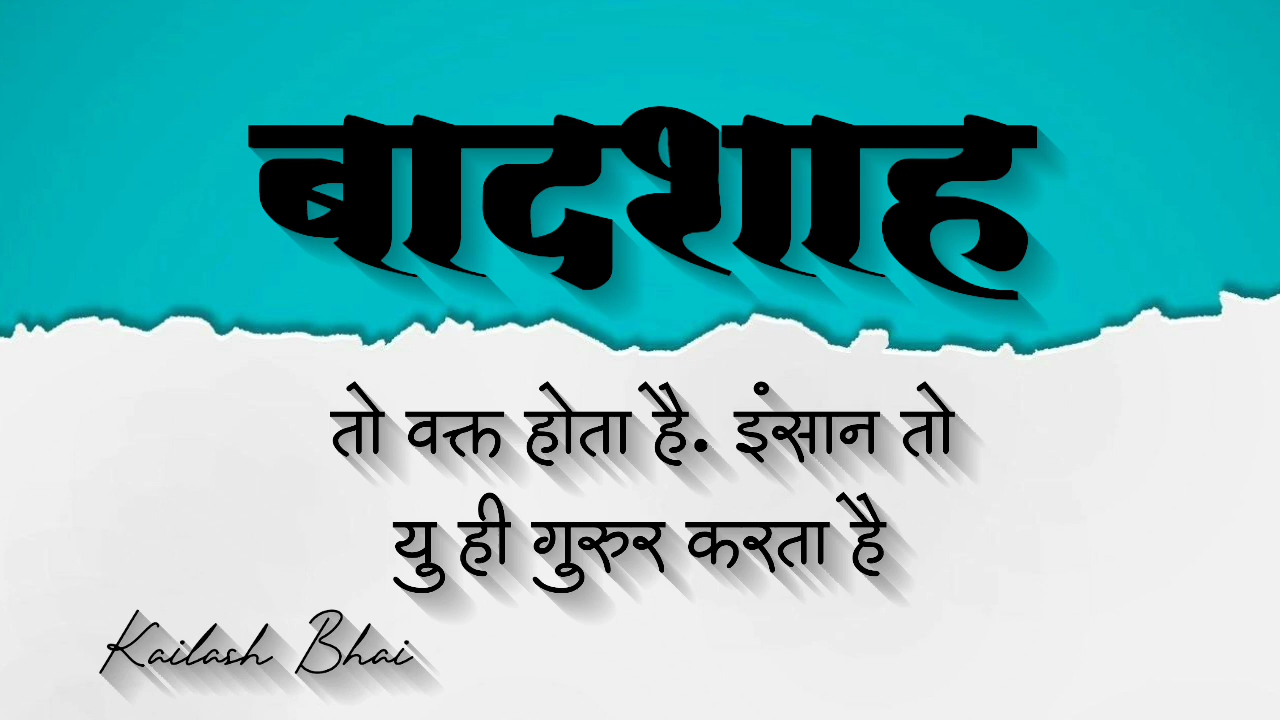 बादशाह
तो वक्त होता है. इंसान तो
यु ही गुरुर करता है
Kailash Bhai